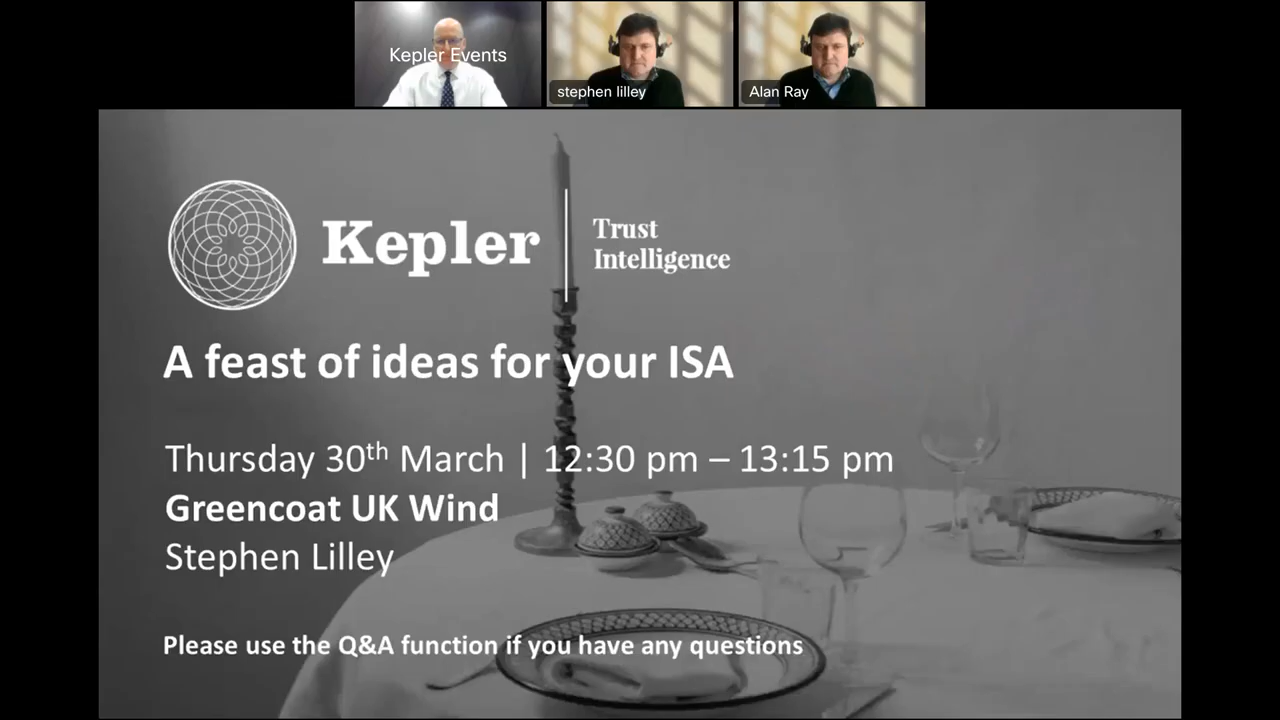 Kepler Events
stephen lilley
Alan Ray
Kepler
Trust
Intelligence
A feast of ideas for your ISA
Thursday 30th March | 12:30 pm – 13:15 pm
Greencoat UK Wind
Stephen Lilley
Please use the Q&A function if you have any questions